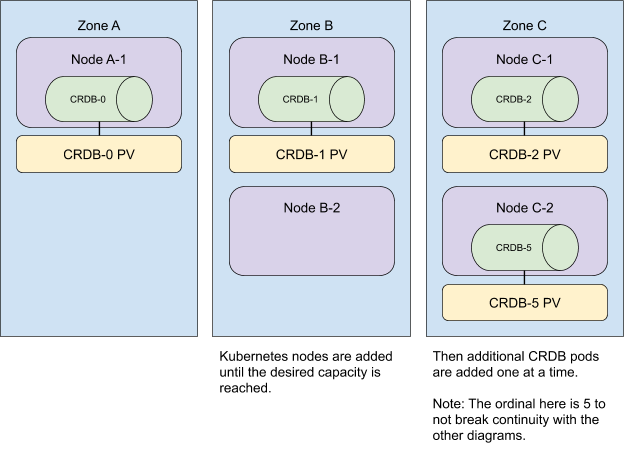 Zone A
Node A-1
CRDB-0
CRDB-0 PV
Zone B
Node B-1
CRDB-1
CRDB-1 PV
Node B-2
Zone C
Node C-1
CRDB-2
CRDB-2 PV
Node C-2
CRDB-5
CRDB-5 PV
Kubernetes nodes are added
until the desired capacity is
reached.
Then additional CRDB pods
are added one at a time.
Note: The ordinal here is 5 to
not break continuity with the
other diagrams.